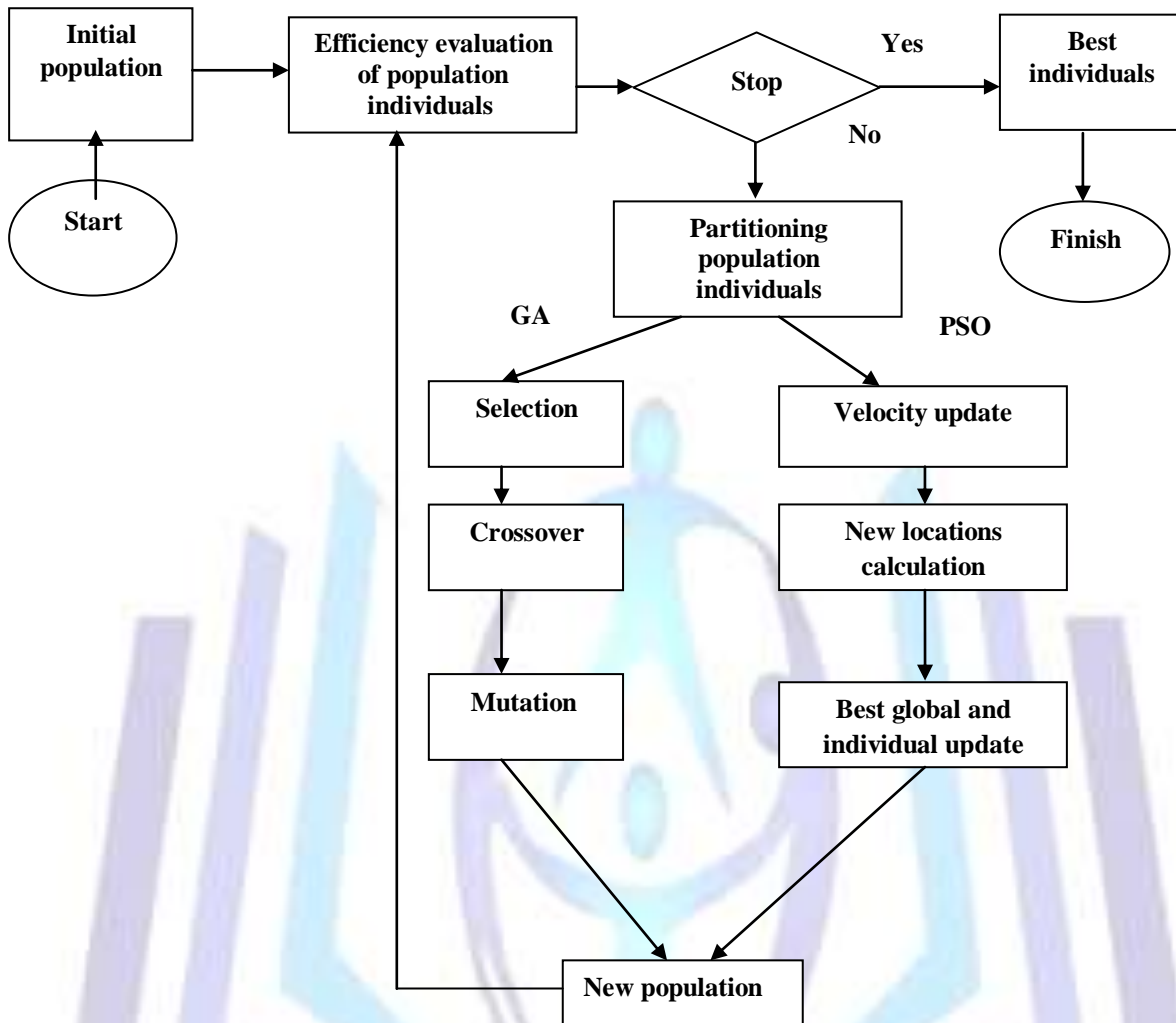 Initial
population
Efficiency evaluation
of population
individuals
Stop
Yes
Best
individuals
No
Start
Partitioning
population
individuals
Finish
GA
PSO
Selection
Velocity update
Crossover
New locations
calculation
Mutation
Best global and
individual update
New population